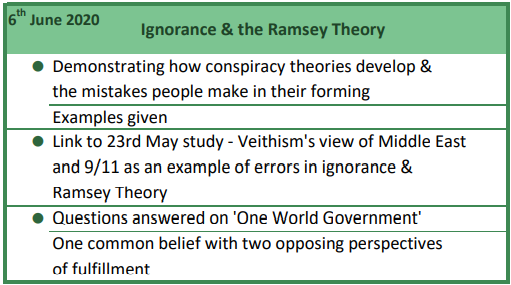 6th June 2020
Ignorance & the Ramsey Theory
● Demonstrating how conspiracy theories develop &
the mistakes people make in their forming
Examples given
● Link to 23rd May study - Veithism's view of Middle East
and 9/11 as an example of errors in ignorance &
Ramsey Theory
● Questions answered on 'One World Government'
One common belief with two opposing perspectives
of fulfillment